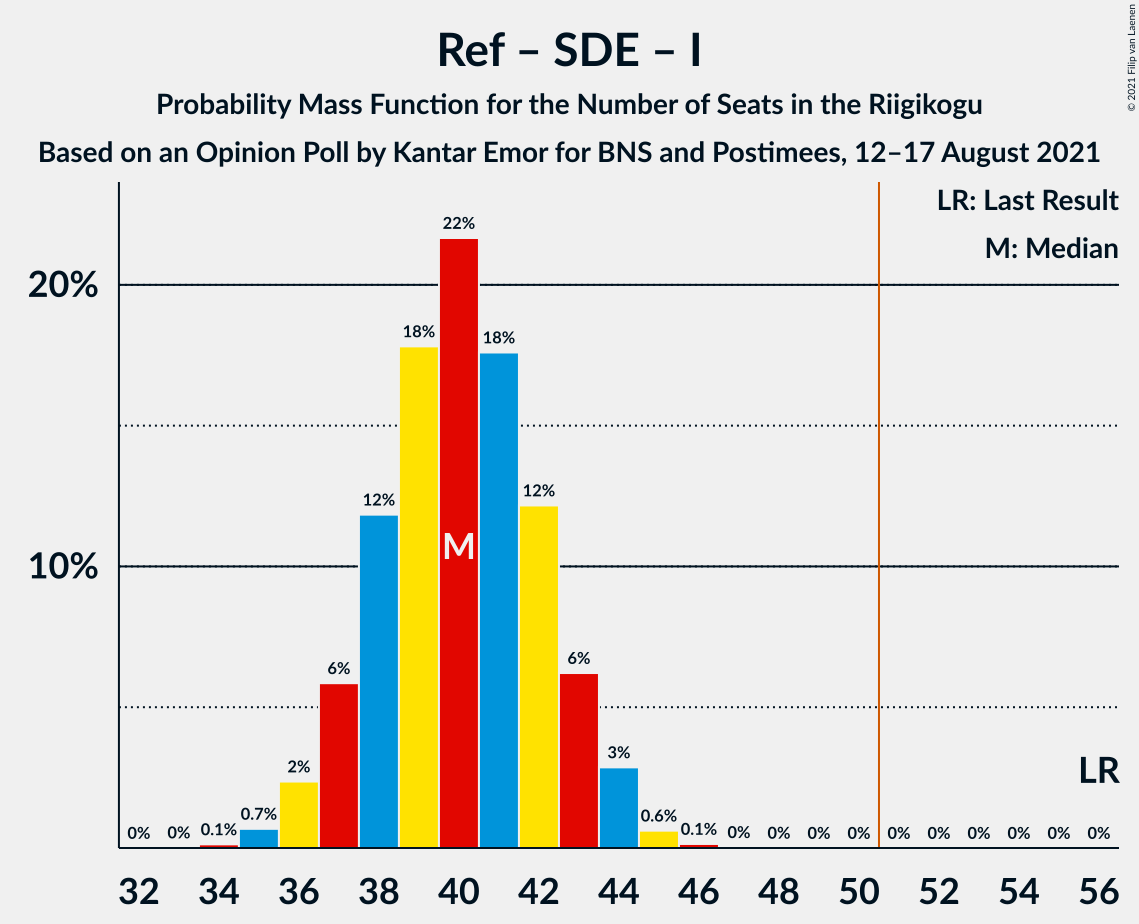 Ref – SDE – I
Probability Mass Function for the Number of Seats in the Riigikogu
Based on an Opinion Poll by Kantar Emor for BNS and Postimees, 12–17 August 2021
© 2021 Filip van Laenen
LR: Last Result
M: Median
20%
10%
0% 0% 0.1% 0.7% 2% 6% 12% 18% 22% 18% 12% 6% 3% 0.6% 0.1% 0% 0% 0% 0% 0% 0% 0% 0% 0% 0%
M
LR
32 34 36 38 40 42 44 46 48 50 52 54 56